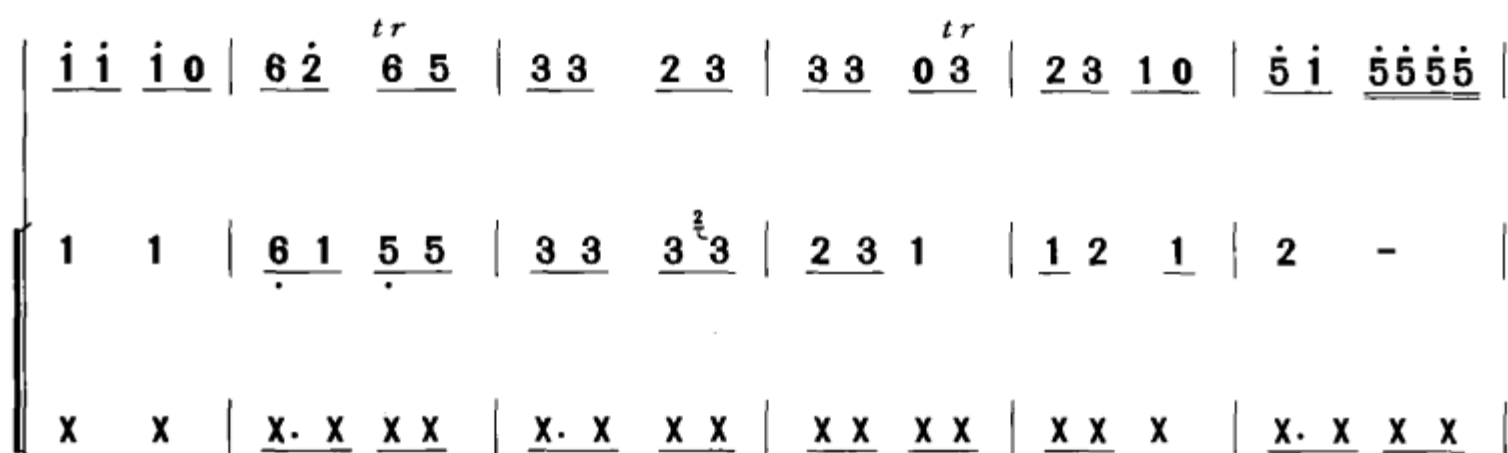 tr tr
| i̇ i̇ i̇ 0 | 6 2̇ 6 5 | 3 3 2 3 | 3 3 0 3 | 2 3 1 0 | 5̇ i̇ 5̇ 5̇ 5̇ 5̇ |
2
1 1 | 6̣ 1 5̣ 5 | 3 3 3 3 | 2 3 1 | 1 2 1 | 2 – |
X X | X. X X X | X. X X X | X X X X | X X X | X. X X X |